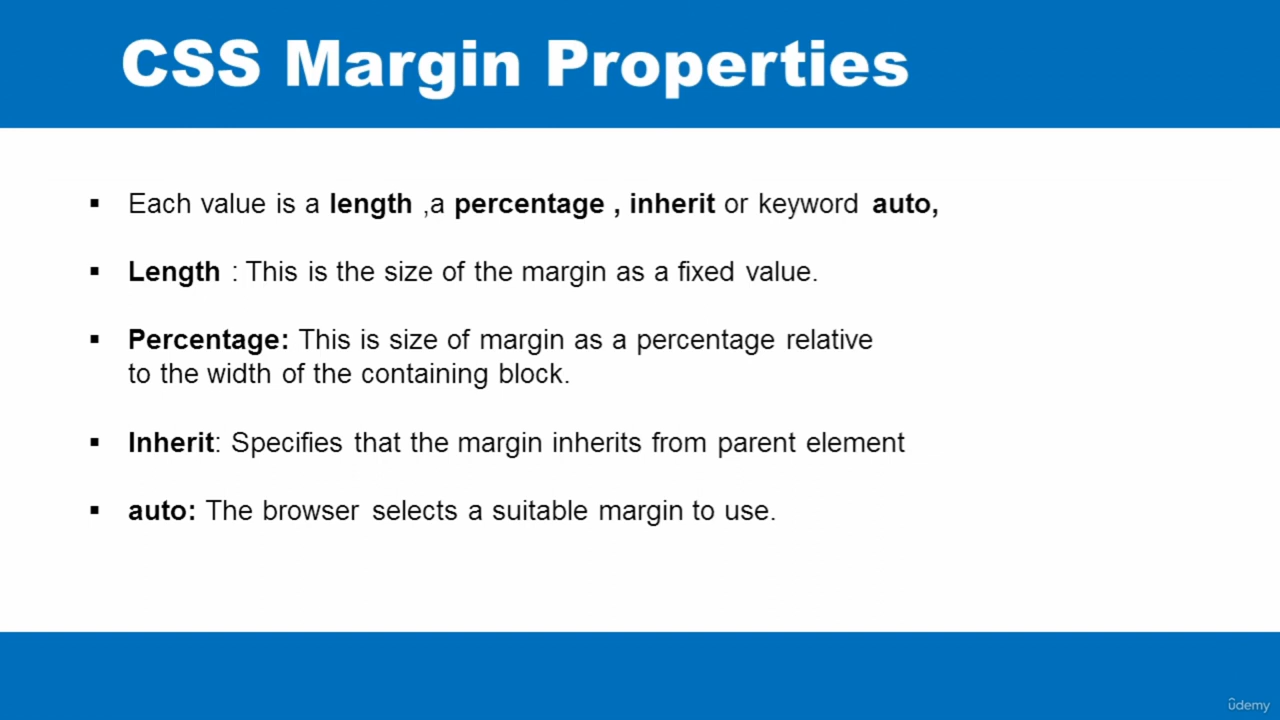 CSS Margin Properties
▪ Each value is a length ,a percentage , inherit or keyword auto,
▪ Length : This is the size of the margin as a fixed value.
▪ Percentage: This is size of margin as a percentage relative
to the width of the containing block.
▪ Inherit: Specifies that the margin inherits from parent element
▪ auto: The browser selects a suitable margin to use.
ûdemy